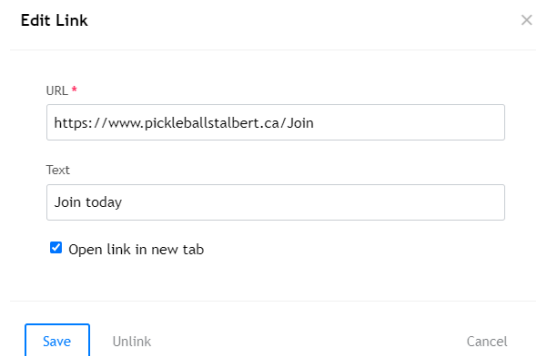 Edit Link ×
URL *
https://www.pickleballstalbert.ca/Join
Text
Join today
Open link in new tab
Save Unlink Cancel